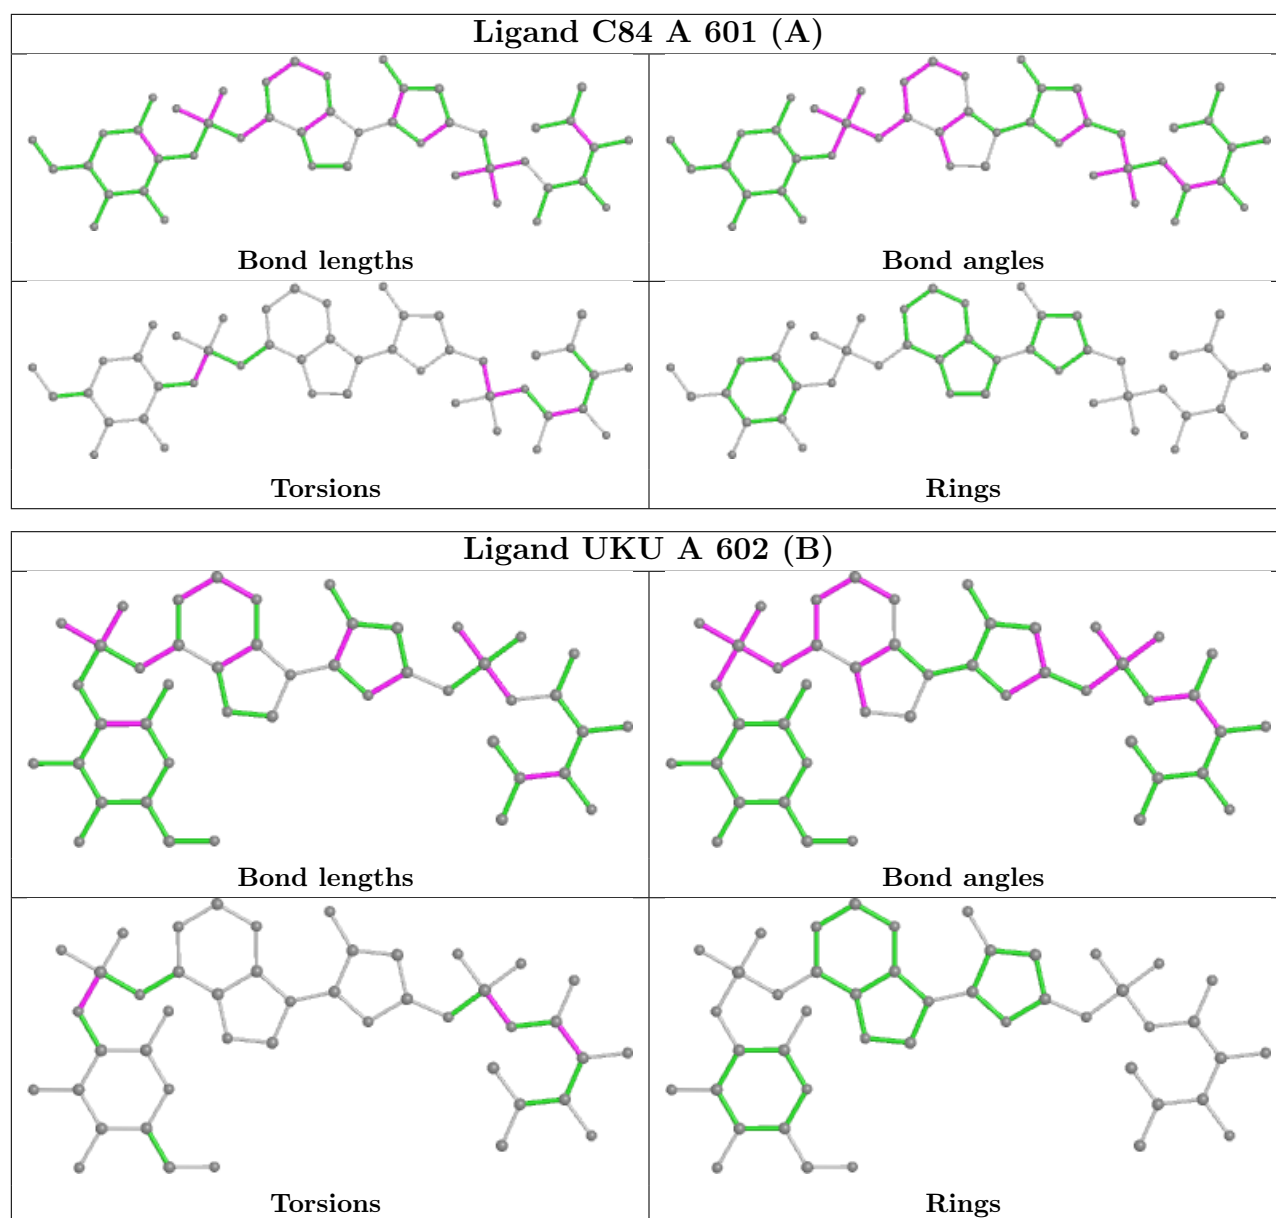 Ligand C84 A 601 (A)
Bond lengths
Bond angles
Torsions
Rings
Ligand UKU A 602 (B)
Bond lengths
Bond angles
Torsions
Rings